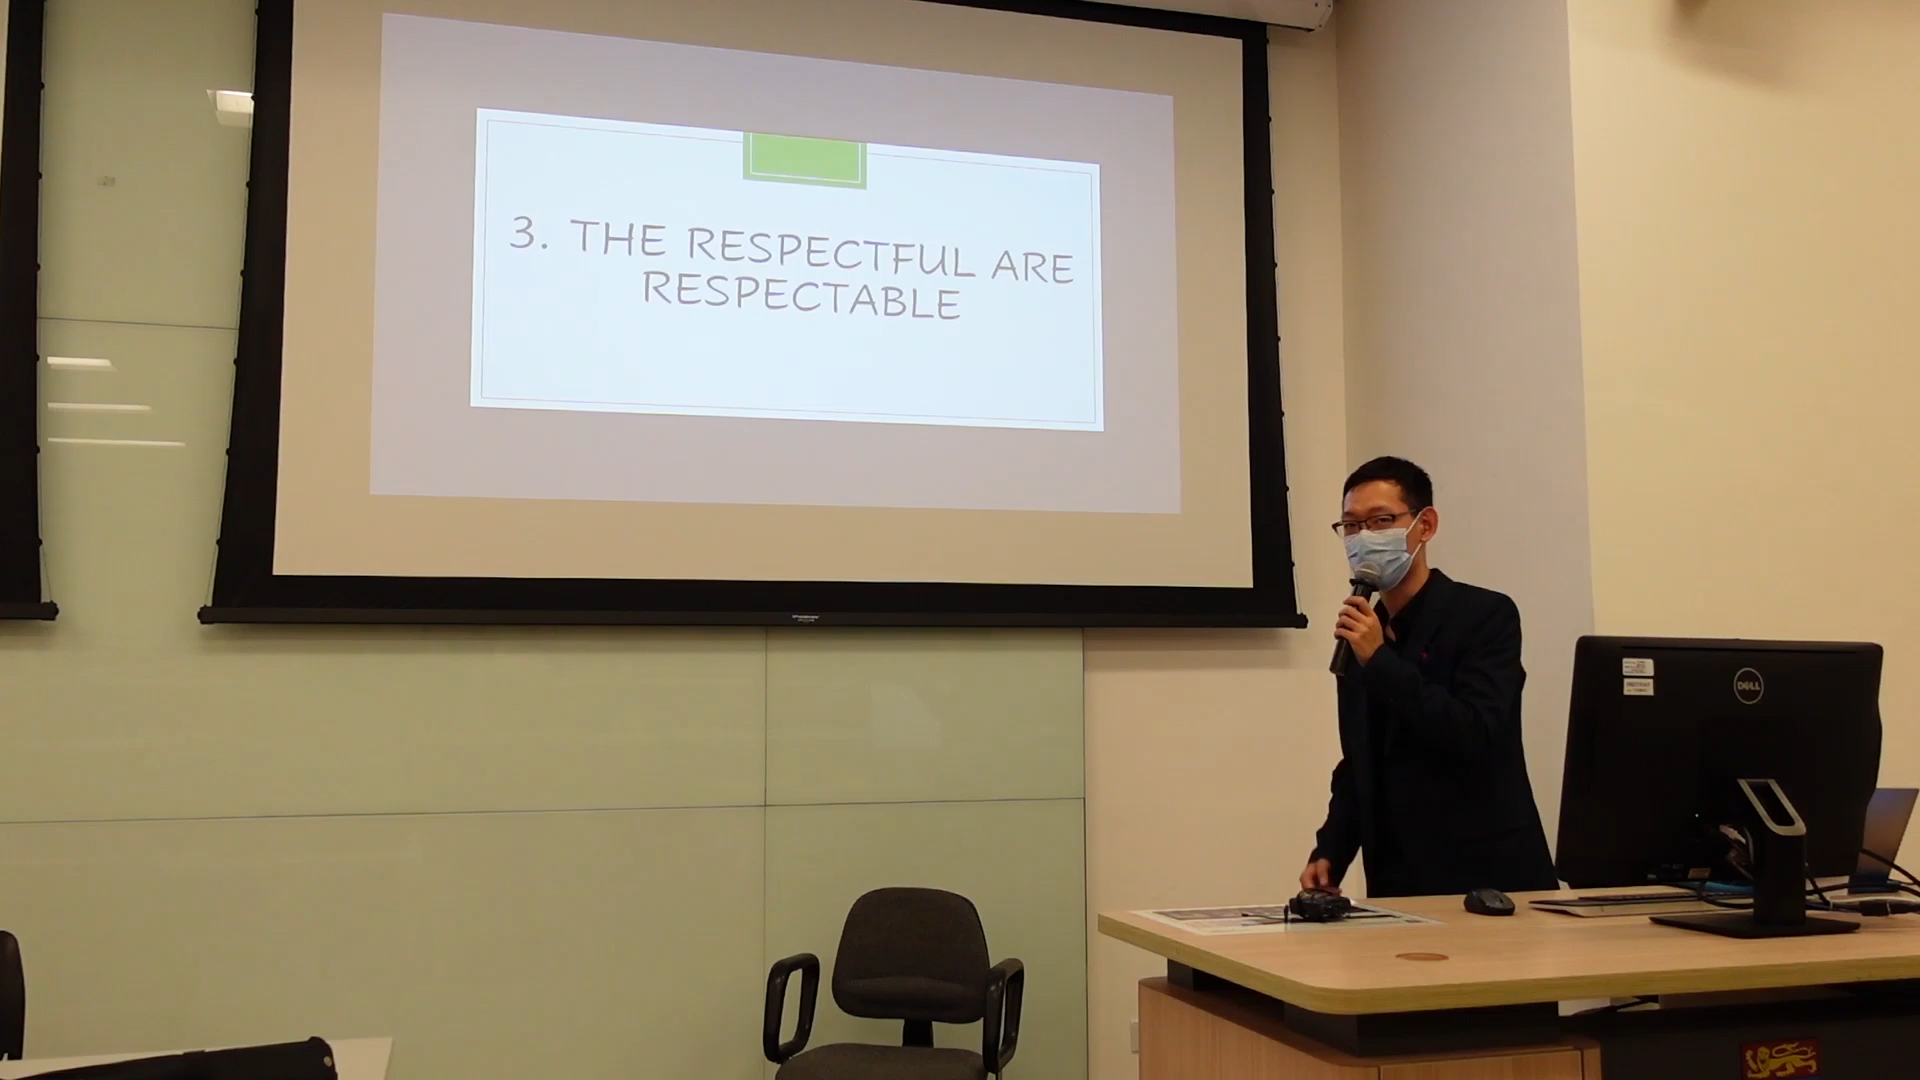 3. THE RESPECTFUL ARE
RESPECTABLE
DELL